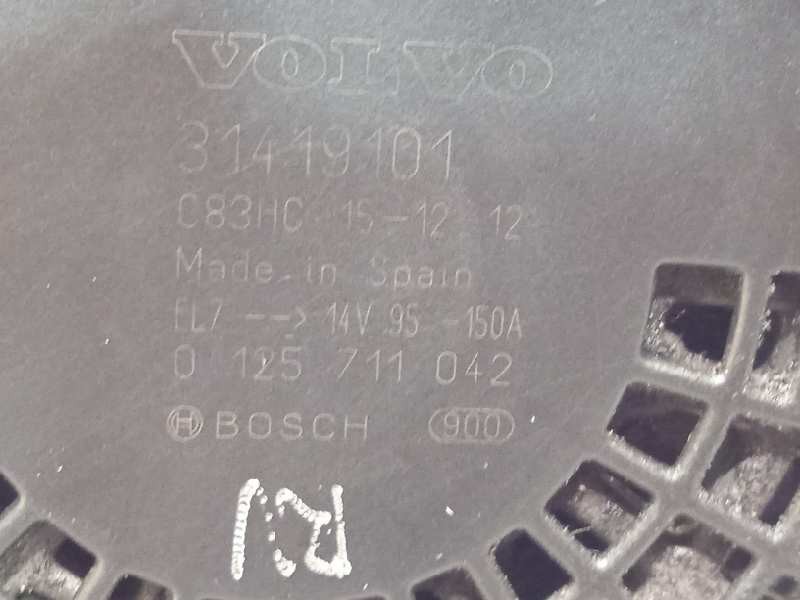 VOLVO
31419101
C83HC 15-12 12
Made in Spain
EL7 --> 14V 95 -150A
0 125 711 042
BOSCH 900